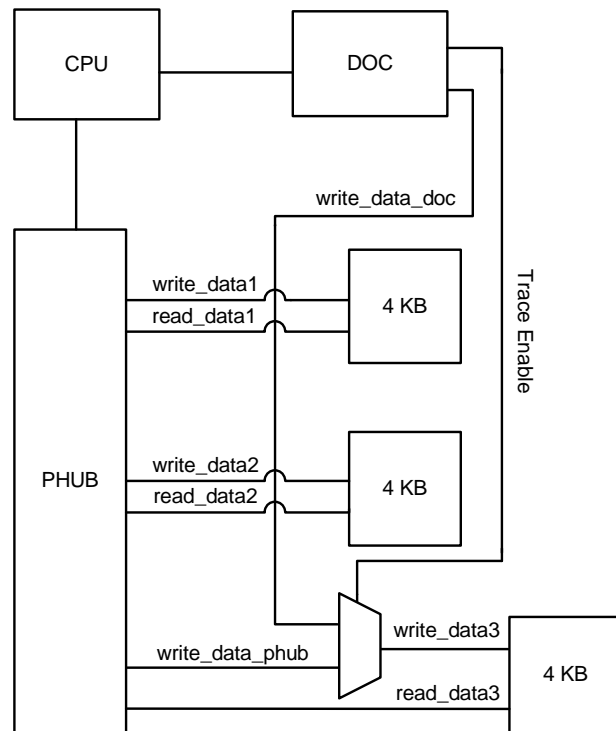 CPU
DOC
write_data_doc
write_data1
4 KB
read_data1
Trace Enable
write_data2
PHUB
4 KB
read_data2
write_data3
write_data_phub
4 KB
read_data3